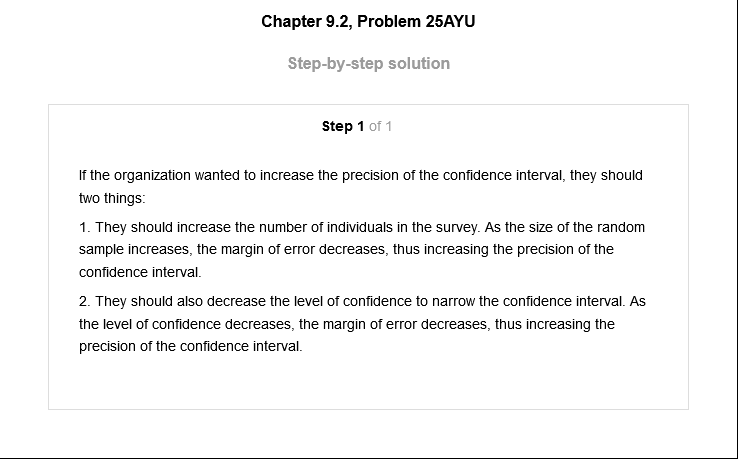 Chapter 9.2, Problem 25AYU
Step-by-step solution
Step 1 of 1
If the organization wanted to increase the precision of the confidence interval, they should
two things:
1. They should increase the number of individuals in the survey. As the size of the random
sample increases, the margin of error decreases, thus increasing the precision of the
confidence interval.
2. They should also decrease the level of confidence to narrow the confidence interval. As
the level of confidence decreases, the margin of error decreases, thus increasing the
precision of the confidence interval.